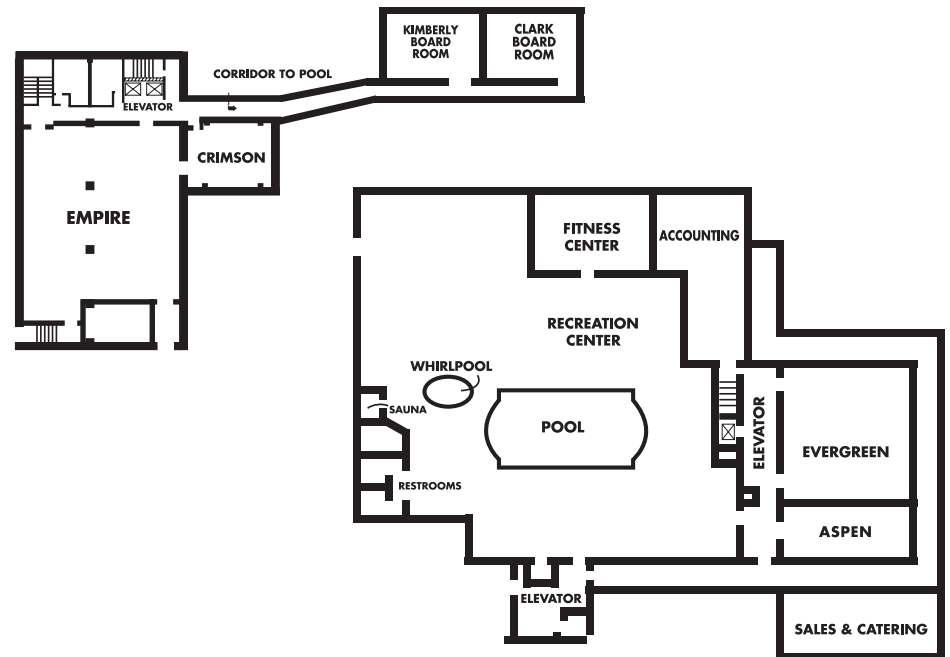 KIMBERLY
BOARD
ROOM
CLARK
BOARD
ROOM
CORRIDOR TO POOL
ELEVATOR
CRIMSON
EMPIRE
FITNESS
CENTER
ACCOUNTING
RECREATION
CENTER
WHIRLPOOL
SAUNA
POOL
ELEVATOR
EVERGREEN
RESTROOMS
ASPEN
ELEVATOR
SALES & CATERING